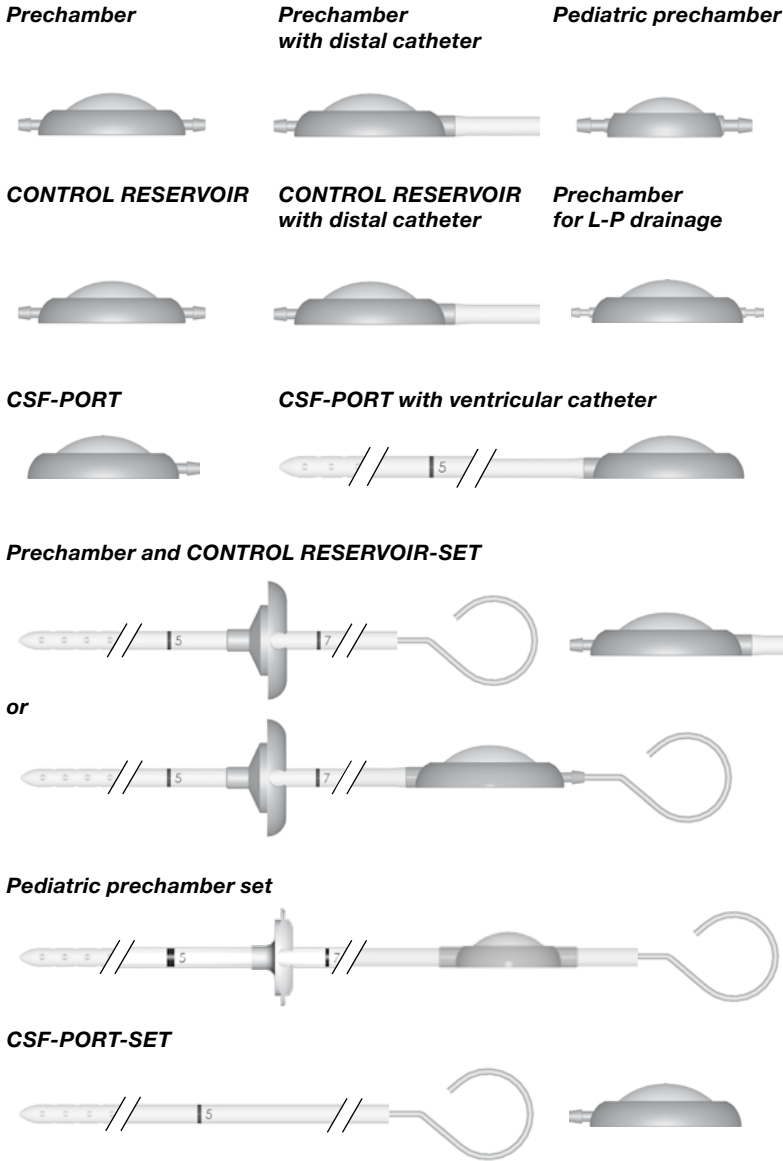 Prechamber
Prechamber
with distal catheter
Pediatric prechamber
CONTROL RESERVOIR
CONTROL RESERVOIR
with distal catheter
Prechamber
for L-P drainage
CSF-PORT
CSF-PORT with ventricular catheter
5
Prechamber and CONTROL RESERVOIR-SET
5
7
or
5
7
Pediatric prechamber set
5
7
CSF-PORT-SET
5